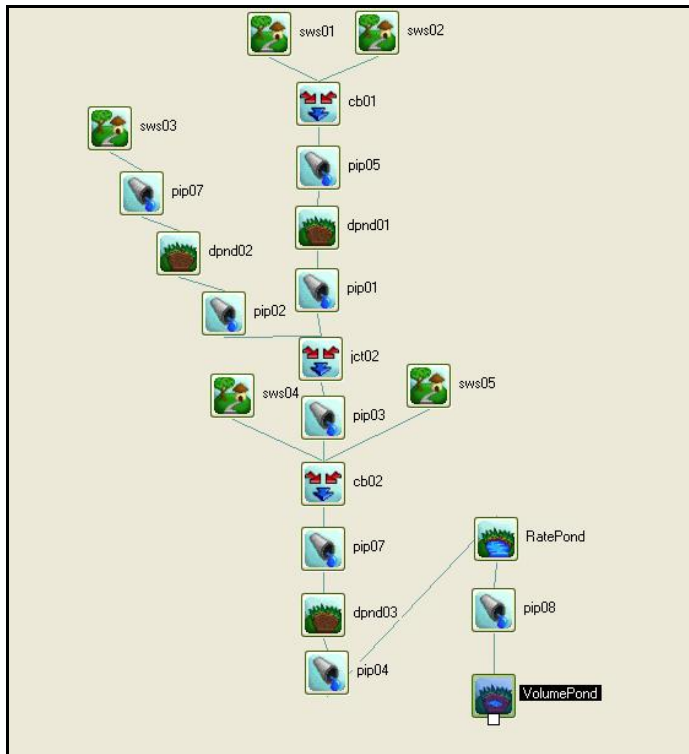 sws01
sws02
cb01
sws03
pip05
pip07
dpnd01
dpnd02
pip01
pip02
jct02
sws04
sws05
pip03
cb02
RatePond
pip07
pip08
dpnd03
pip04
VolumePond